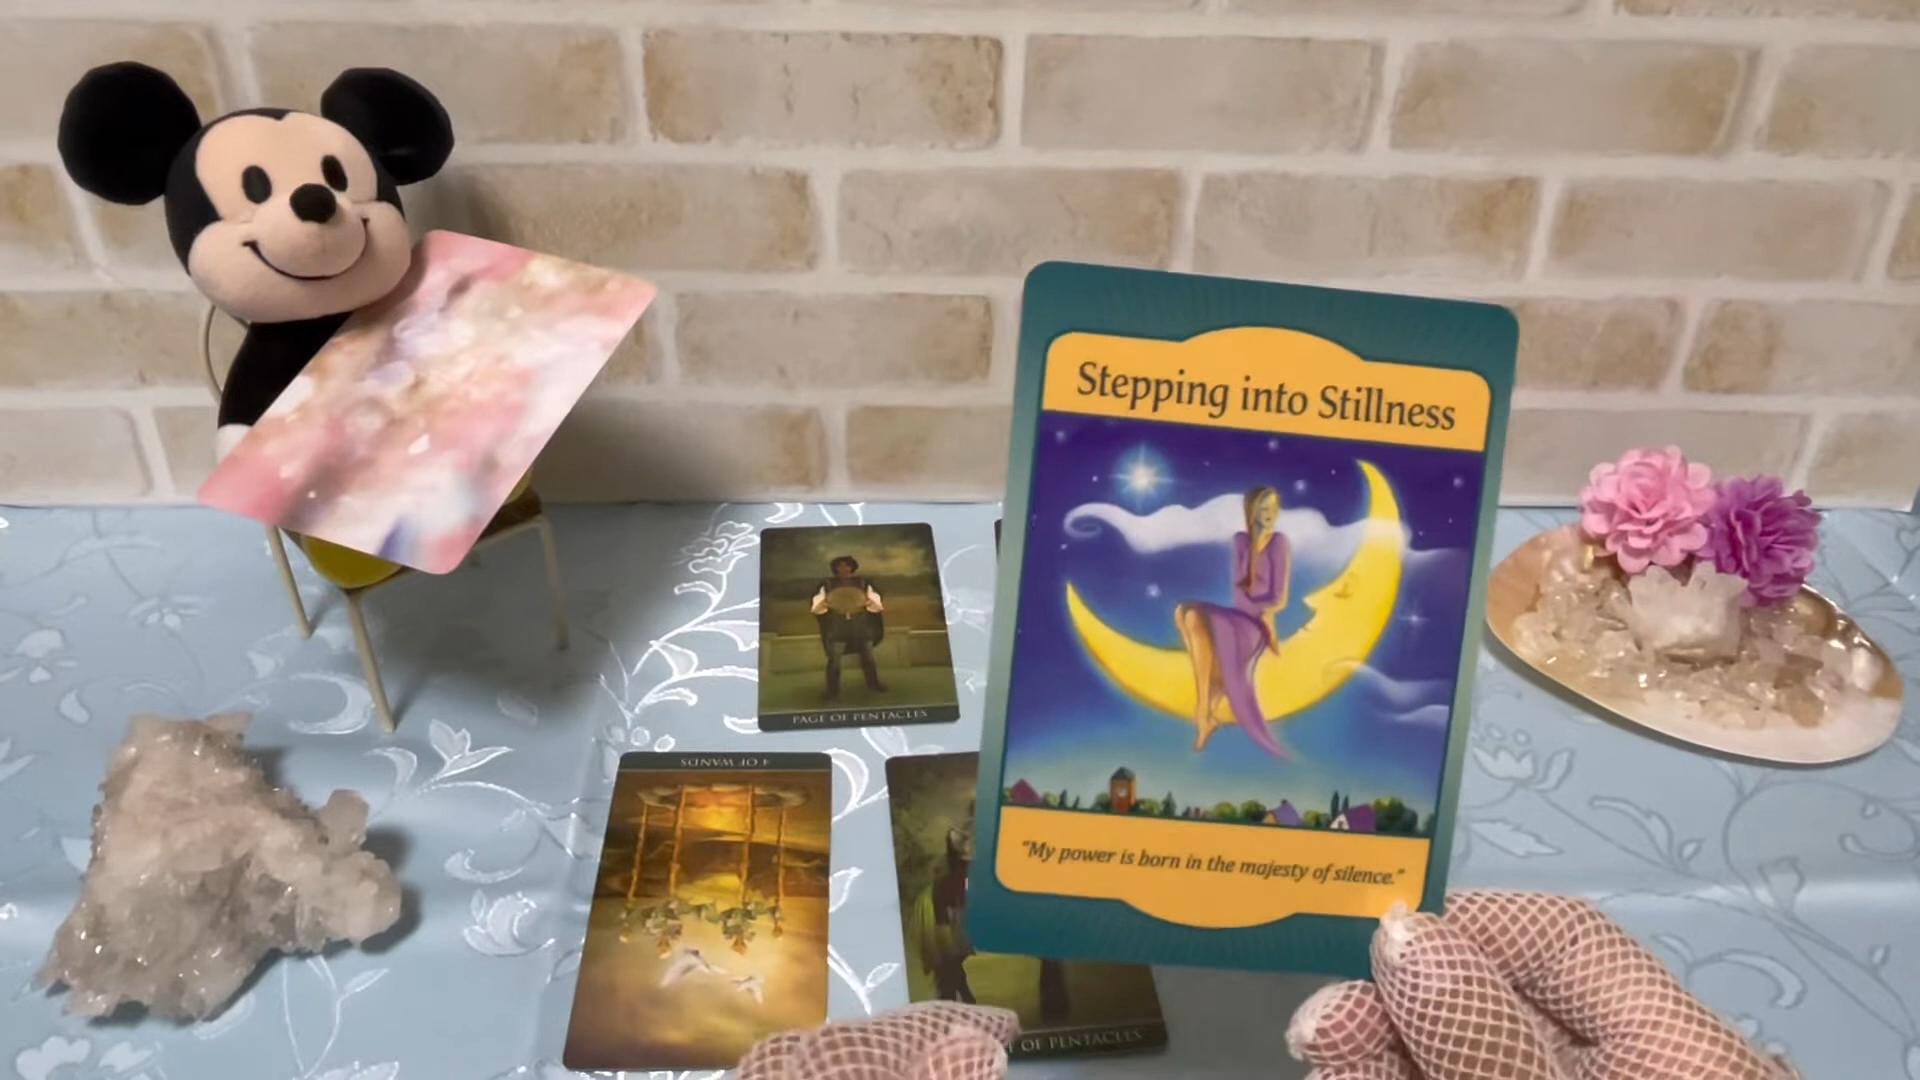 Stepping into Stillness
"My power is born in the majesty of silence."
PAGE OF PENTACLES
4 OF WANDS
OF PENTACLES